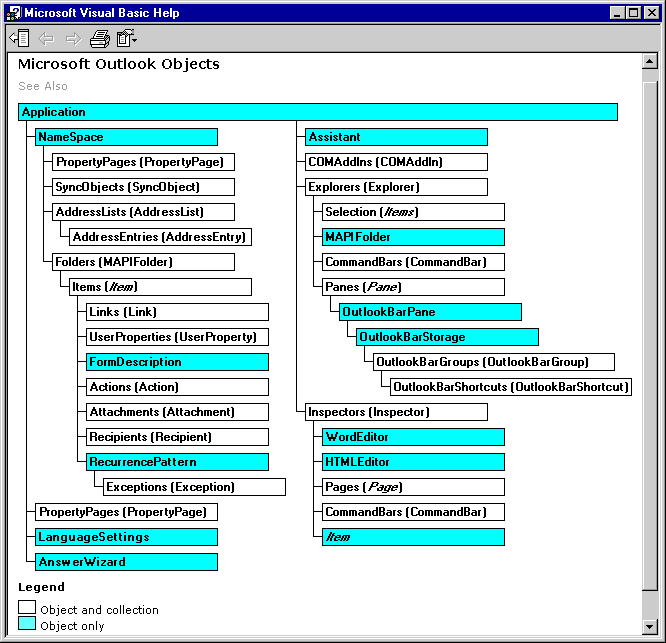 Microsoft Visual Basic Help
Microsoft Outlook Objects
See Also
Application
NameSpace
PropertyPages (PropertyPage)
SyncObjects (SyncObject)
AddressLists (AddressList)
AddressEntries (AddressEntry)
Folders (MAPIFolder)
Items (Item)
Links (Link)
UserProperties (UserProperty)
FormDescription
Actions (Action)
Attachments (Attachment)
Recipients (Recipient)
RecurrencePattern
Exceptions (Exception)
PropertyPages (PropertyPage)
LanguageSettings
AnswerWizard
Assistant
COMAddIns (COMAddIn)
Explorers (Explorer)
Selection (Items)
MAPIFolder
CommandBars (CommandBar)
Panes (Pane)
OutlookBarPane
OutlookBarStorage
OutlookBarGroups (OutlookBarGroup)
OutlookBarShortcuts (OutlookBarShortcut)
Inspectors (Inspector)
WordEditor
HTMLEditor
Pages (Page)
CommandBars (CommandBar)
Item
Legend
Object and collection
Object only